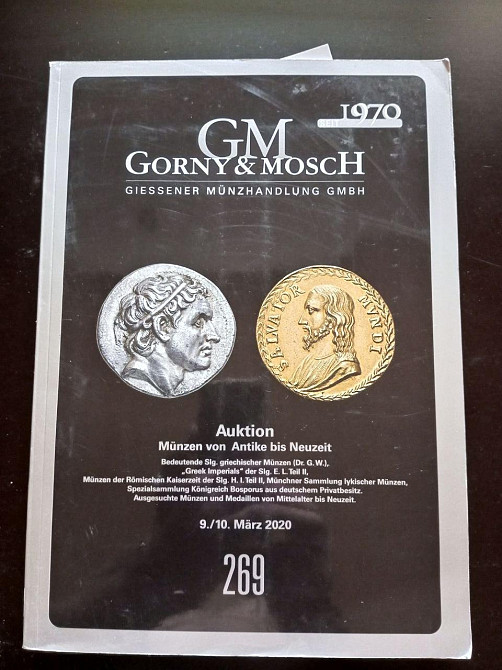 SEIT 1970
GM
GORNY & MOSCH
GIESSENER MÜNZHANDLUNG GMBH
SALVATOR MVNDI
Auktion
Münzen von Antike bis Neuzeit
Bedeutende Slg. griechischer Münzen (Dr. G. W.),
„Greek Imperials" der Slg. E. L. Teil II,
Münzen der Römischen Kaiserzeit der Slg. H. I. Teil II, Münchner Sammlung lykischer Münzen,
Spezialsammlung Königreich Bosporus aus deutschem Privatbesitz.
Ausgesuchte Münzen und Medaillen von Mittelalter bis Neuzeit.
9./10. März 2020
269